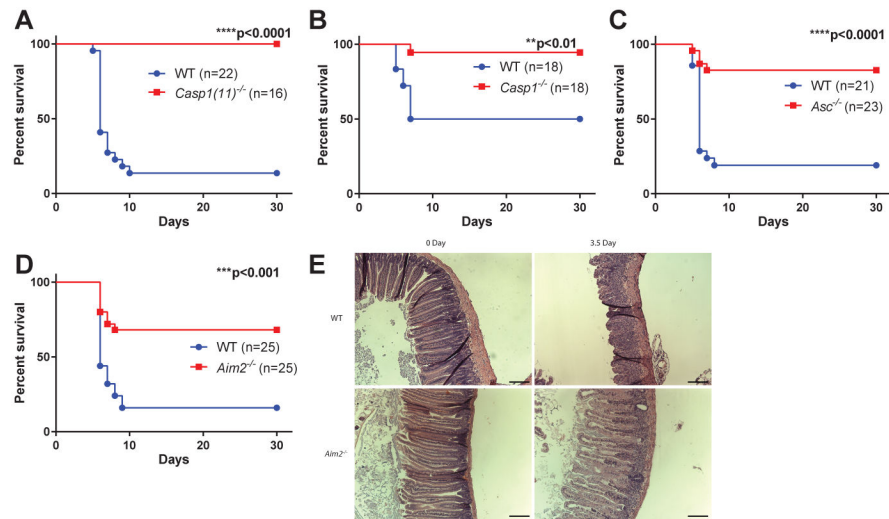 A
****p<0.0001
Percent survival
100
50
0
0
10
20
30
Days
WT (n=22)
Casp1(11)⁻/⁻ (n=16)
B
**p<0.01
Percent survival
100
50
0
0
10
20
30
Days
WT (n=18)
Casp1⁻/⁻ (n=18)
C
****p<0.0001
Percent survival
100
50
0
0
10
20
30
Days
WT (n=21)
Asc⁻/⁻ (n=23)
D
***p<0.001
Percent survival
100
50
0
0
10
20
30
Days
WT (n=25)
Aim2⁻/⁻ (n=25)
E
0 Day
3.5 Day
WT
Aim2⁻/⁻